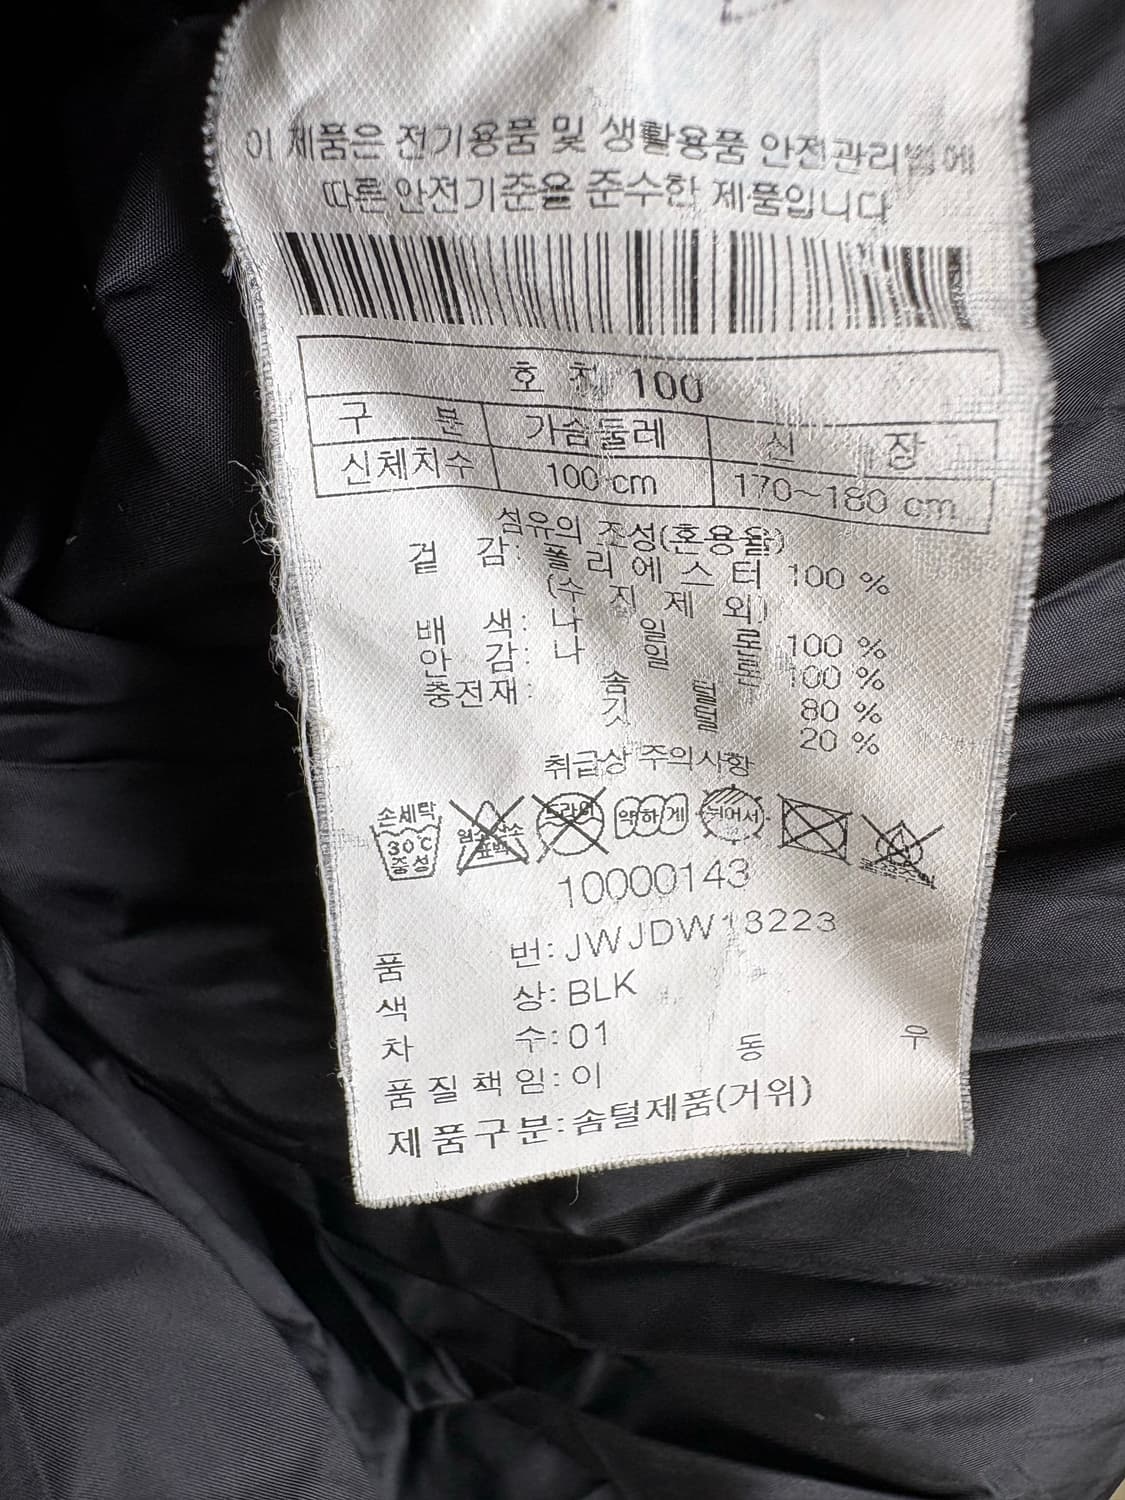 이 제품은 전기용품 및 생활용품 안전관리법에
따른 안전기준을 준수한 제품입니다
호 칭 100
구 분 가슴둘레 신 장
신체치수 100 cm 170~180 cm
섬유의 조성(혼용율)
겉 감: 폴리에스터 100 %
(수 지 제 외)
배 색: 나 일 론 100 %
안 감: 나 일 론 100 %
충전재: 솜 털 80 %
깃 털 20 %
취급상 주의사항
손세탁 30℃ 중성 염소 산소 표백 드라이 약하게 뉘어서
10000143
품 번: JWJDW18223
색 상: BLK
차 수: 01
품질책임: 이 동 우
제품구분: 솜털제품(거위)